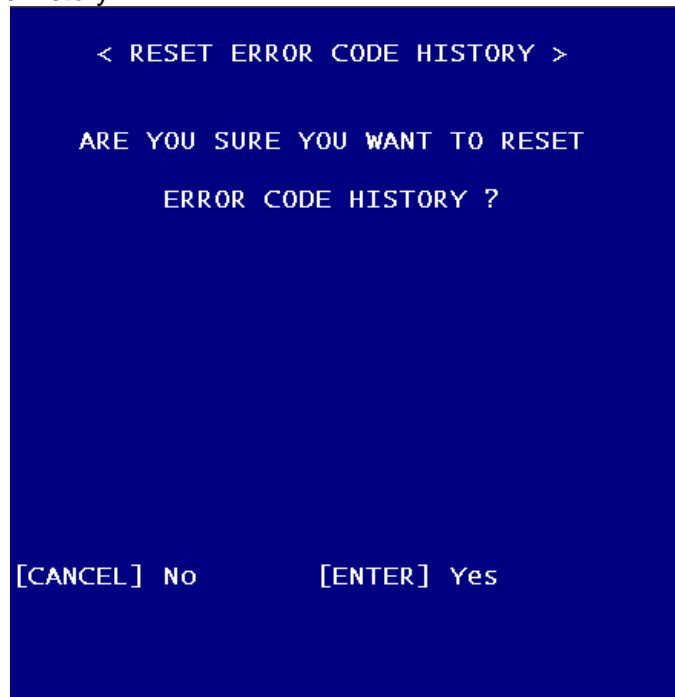 < RESET ERROR CODE HISTORY >
ARE YOU SURE YOU WANT TO RESET
ERROR CODE HISTORY ?
[CANCEL] No [ENTER] Yes